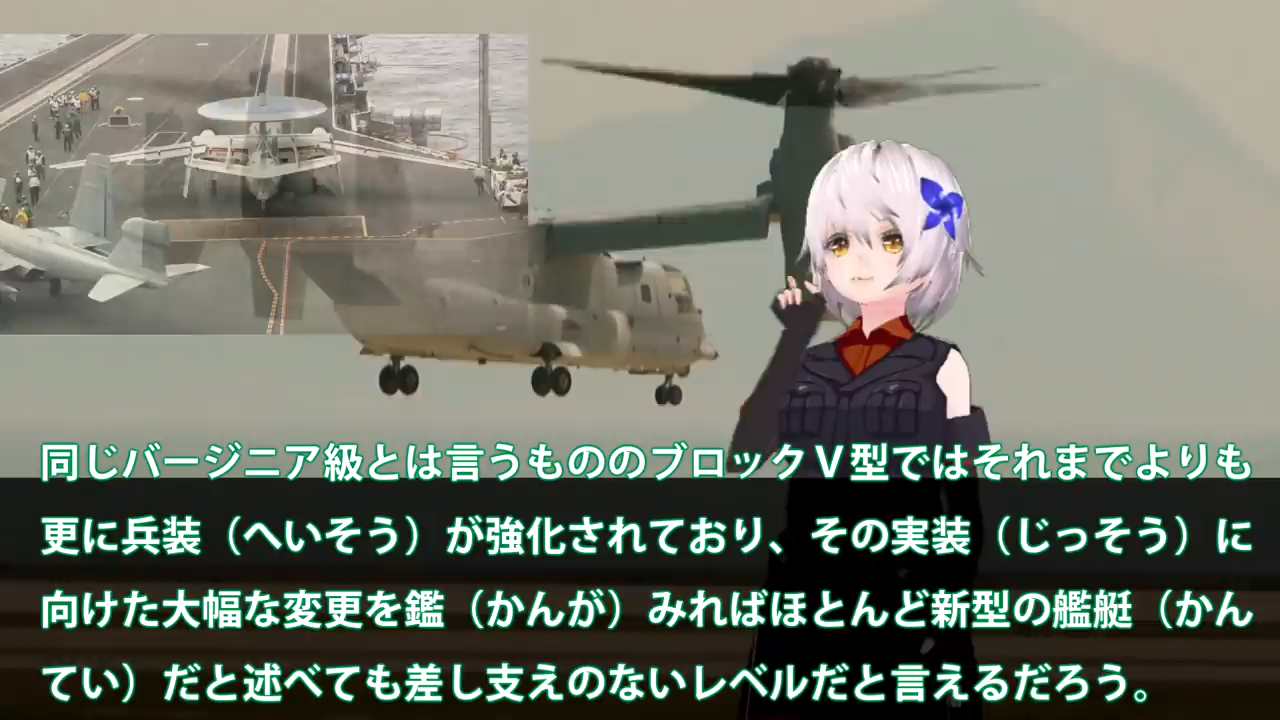 同じバージニア級とは言うもののブロックＶ型ではそれまでよりも
更に兵装（へいそう）が強化されており、その実装（じっそう）に
向けた大幅な変更を鑑（かんが）みればほとんど新型の艦艇（かん
てい）だと述べても差し支えのないレベルだと言えるだろう。